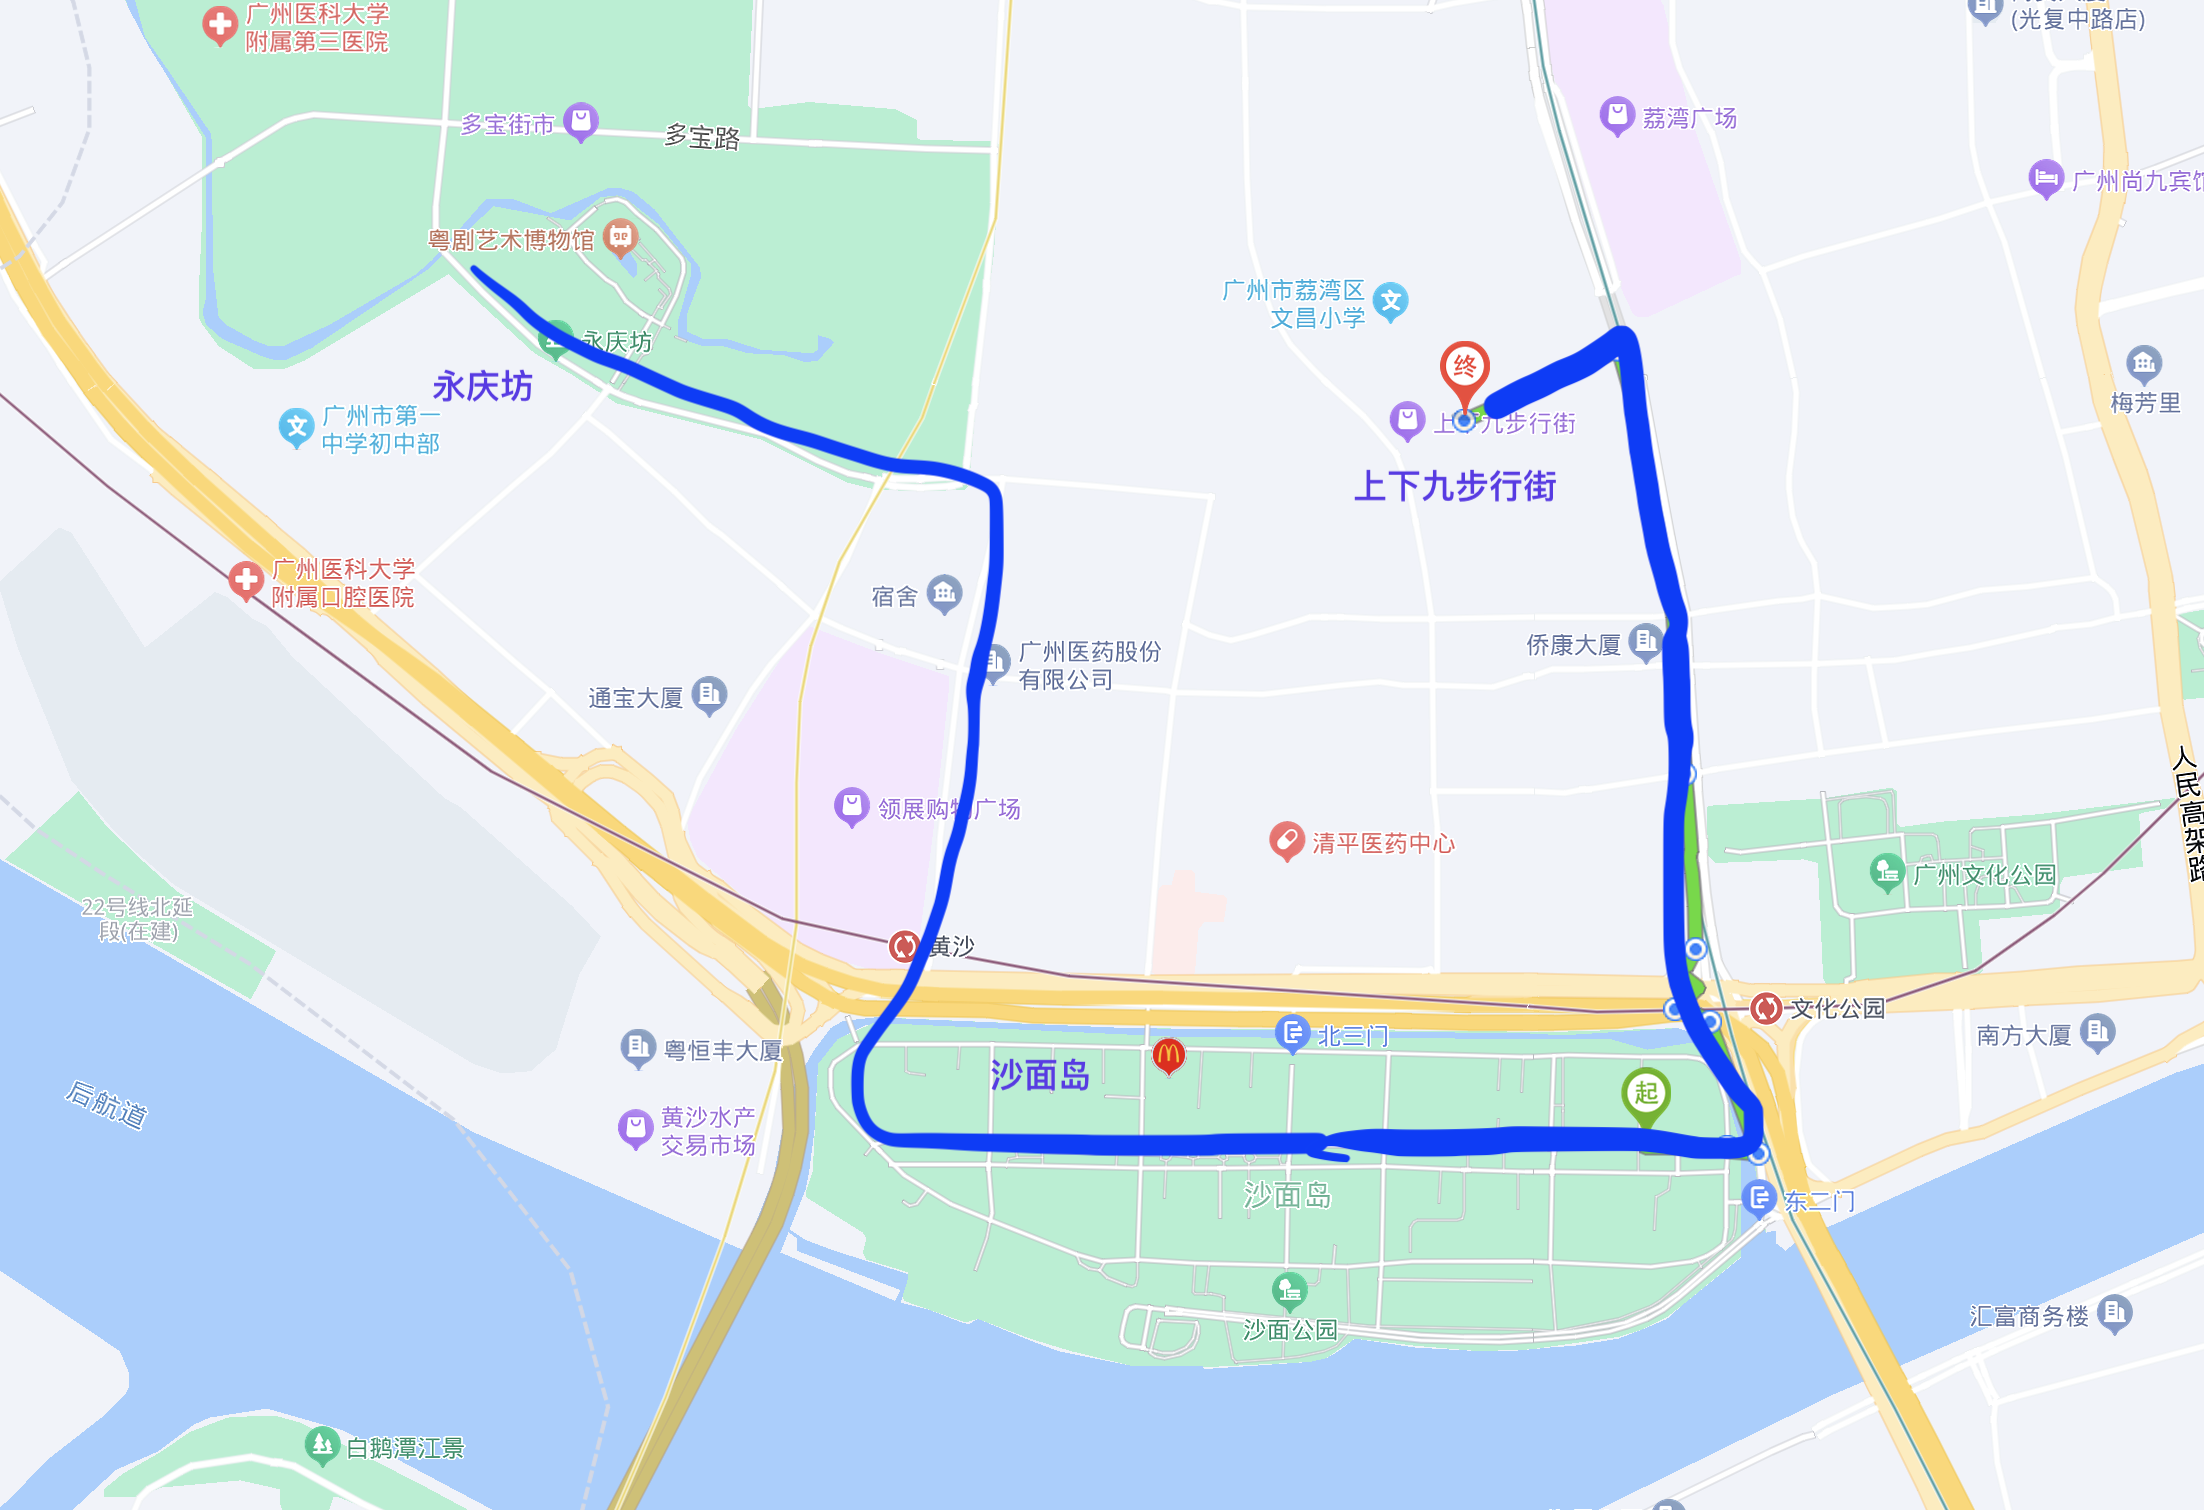 广州医科大学
附属第三医院
(光复中路店)
多宝街市
多宝路
荔湾广场
广州尚九宾馆
粤剧艺术博物馆
广州市荔湾区
文昌小学
永庆坊
永庆坊
终
梅芳里
广州市第一
中学初中部
上下九步行街
上下九步行街
广州医科大学
附属口腔医院
宿舍
广州医药股份
有限公司
侨康大厦
通宝大厦
人民高架路
领展购物广场
清平医药中心
广州文化公园
22号线北延
段(在建)
黄沙
文化公园
北三门
南方大厦
粤恒丰大厦
沙面岛
起
后航道
黄沙水产
交易市场
沙面岛
东二门
沙面公园
汇富商务楼
白鹅潭江景